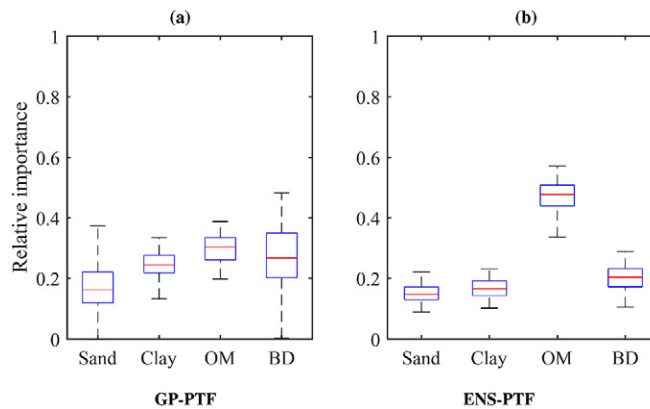 (a)
Relative importance
1
0.8
0.6
0.4
0.2
0
Sand Clay OM BD
GP-PTF
(b)
1
0.8
0.6
0.4
0.2
0
Sand Clay OM BD
ENS-PTF